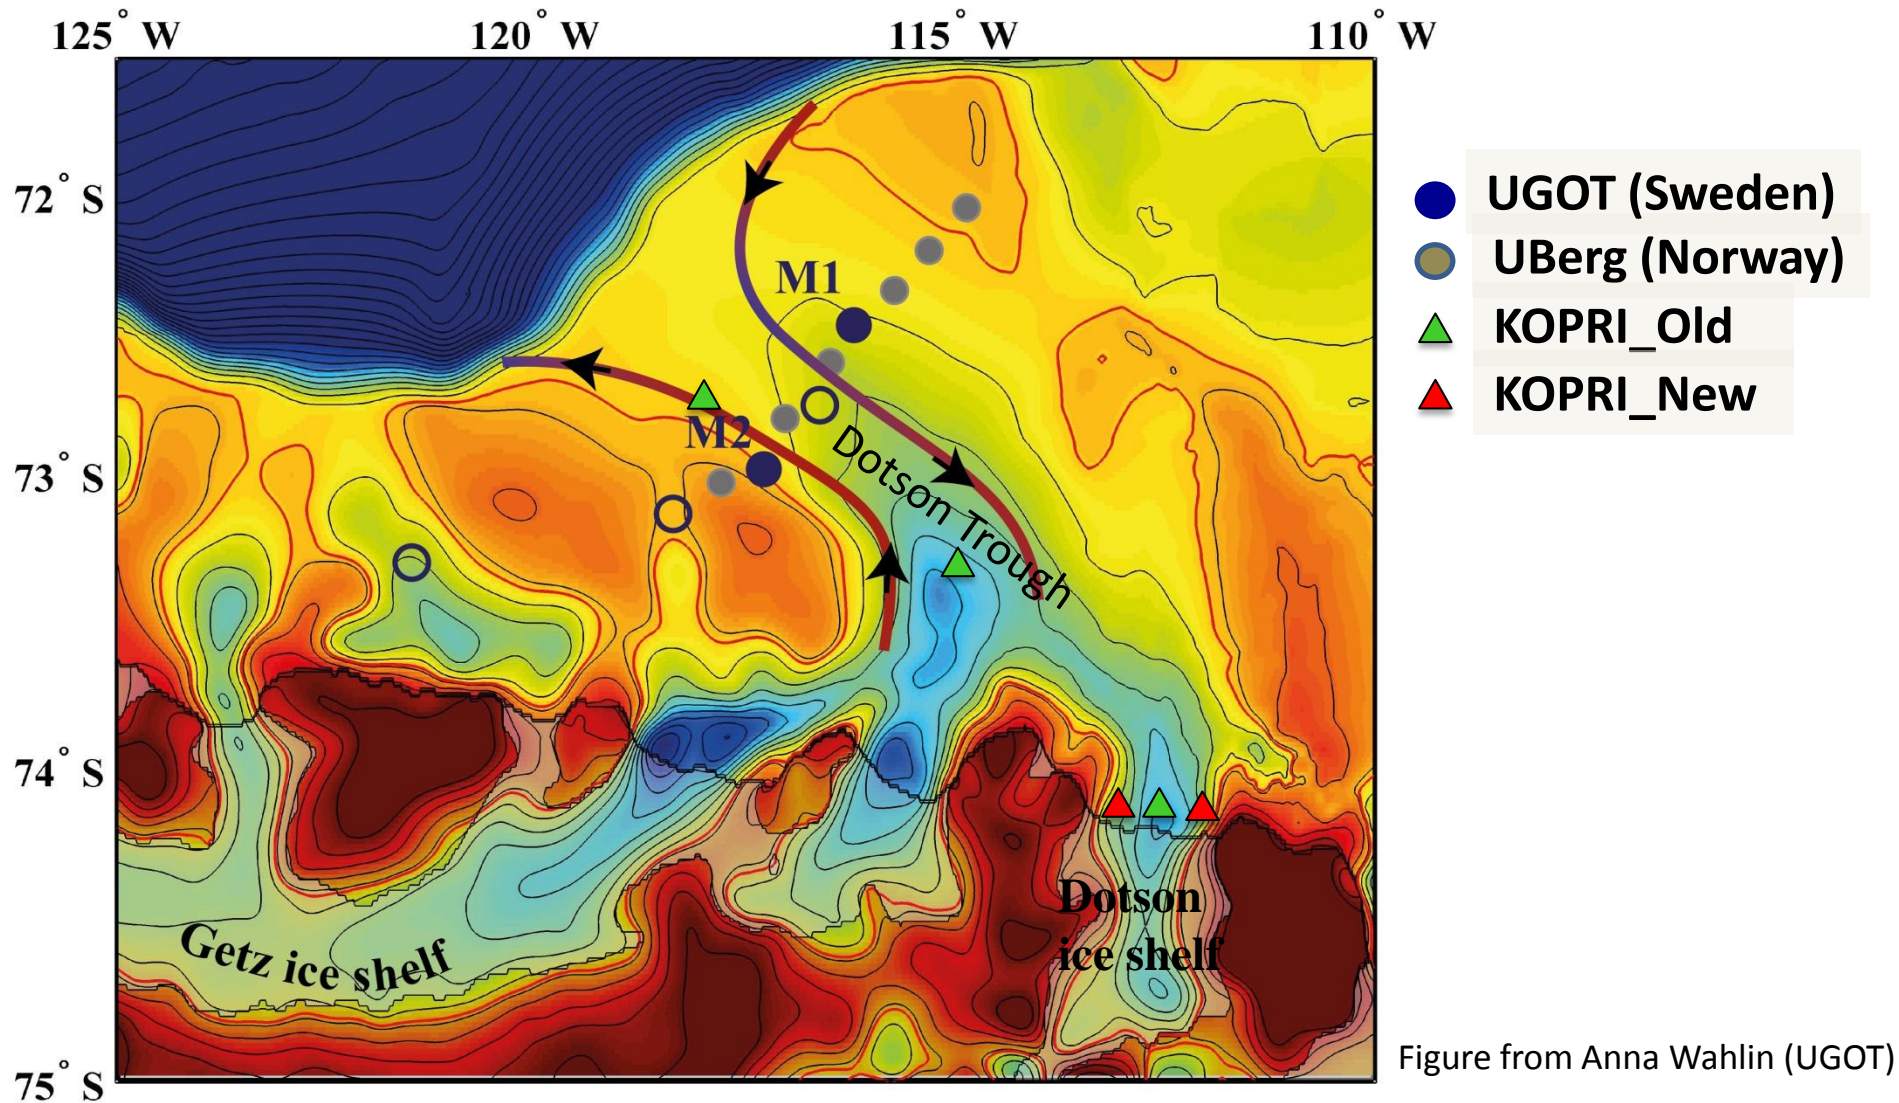 125° W
120° W
115° W
110° W
72° S
73° S
74° S
75° S
M1
M2
Dotson Trough
Getz ice shelf
Dotson
ice shelf
UGOT (Sweden)
UBerg (Norway)
KOPRI_Old
KOPRI_New
Figure from Anna Wahlin (UGOT)